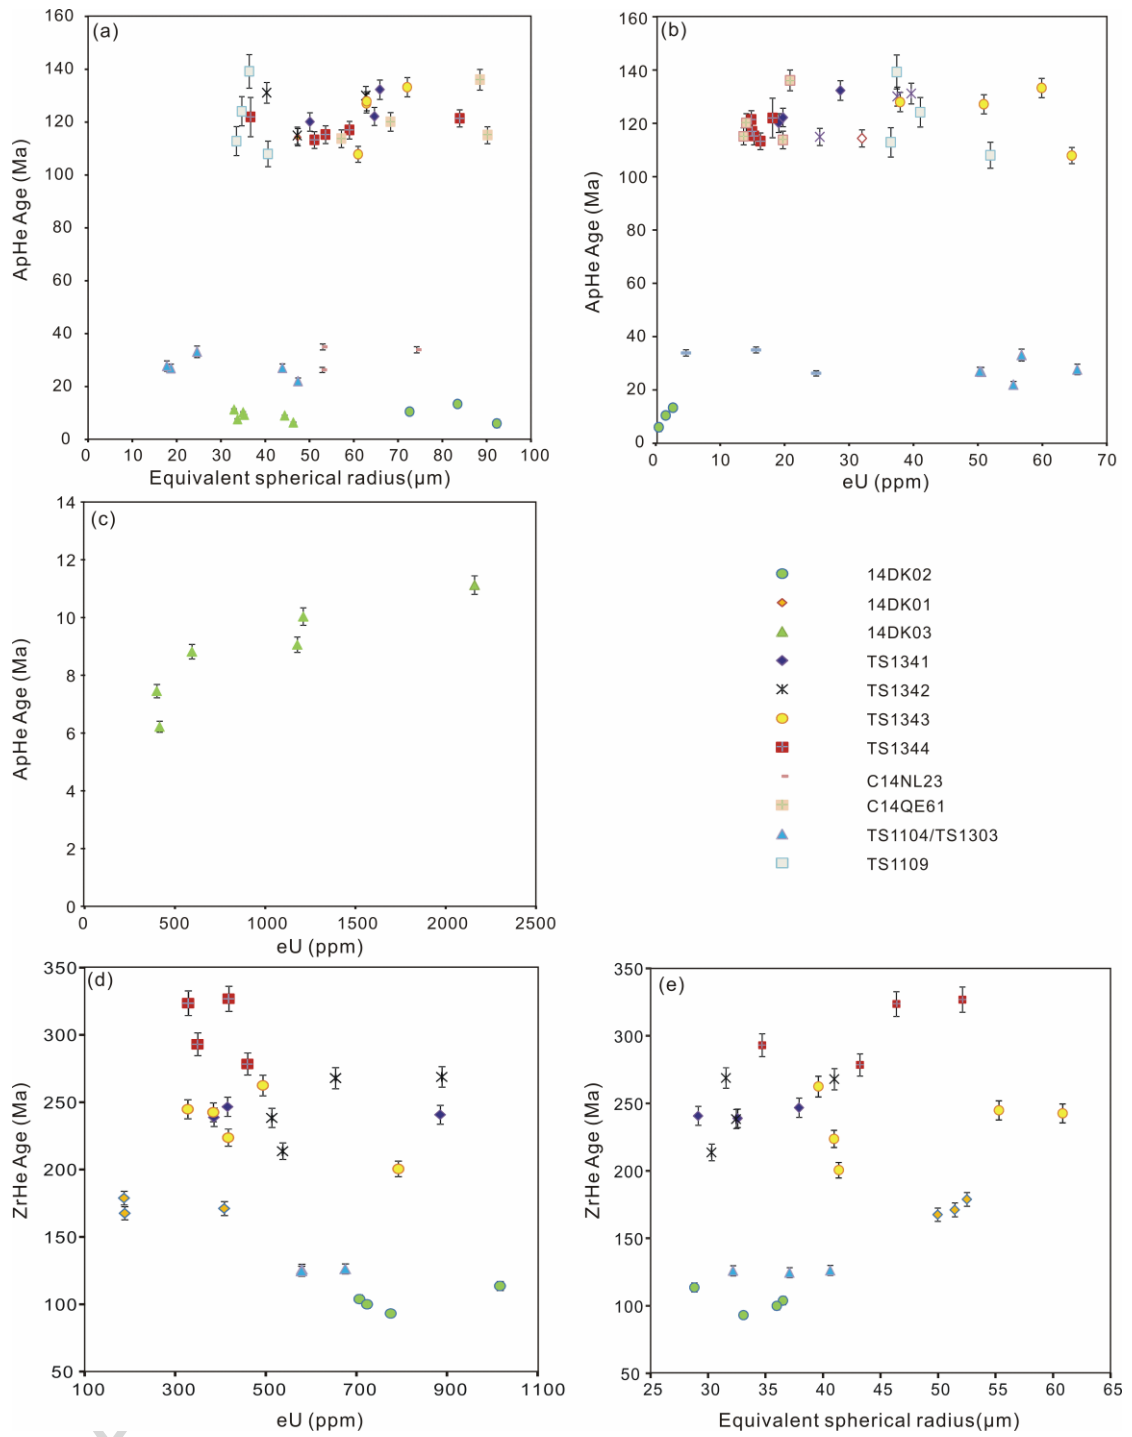 (a)
160
140
120
100
80
60
40
20
0
ApHe Age (Ma)
0 10 20 30 40 50 60 70 80 90 100
Equivalent spherical radius(μm)
(b)
160
140
120
100
80
60
40
20
0
ApHe Age (Ma)
0 10 20 30 40 50 60 70
eU (ppm)
(c)
14
12
10
8
6
4
2
0
ApHe Age (Ma)
0 500 1000 1500 2000 2500
eU (ppm)
14DK02
14DK01
14DK03
TS1341
TS1342
TS1343
TS1344
C14NL23
C14QE61
TS1104/TS1303
TS1109
(d)
350
300
250
200
150
100
50
ZrHe Age (Ma)
100 300 500 700 900 1100
eU (ppm)
(e)
350
300
250
200
150
100
50
ZrHe Age (Ma)
25 30 35 40 45 50 55 60 65
Equivalent spherical radius(μm)